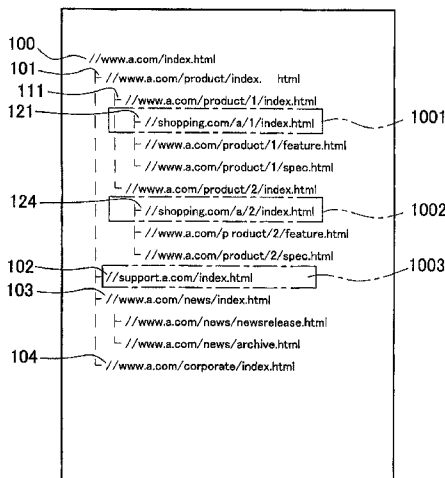 100 //www.a.com/index.html
101 //www.a.com/product/index. html
111 //www.a.com/product/1/index.html
121 //shopping.com/a/1/index.html 1001
//www.a.com/product/1/feature.html
//www.a.com/product/1/spec.html
//www.a.com/product/2/index.html
124 //shopping.com/a/2/index.html 1002
//www.a.com/p roduct/2/feature.html
//www.a.com/product/2/spec.html
102 //support.a.com/index.html 1003
103 //www.a.com/news/index.html
//www.a.com/news/newsrelease.html
//www.a.com/news/archive.html
104 //www.a.com/corporate/index.html